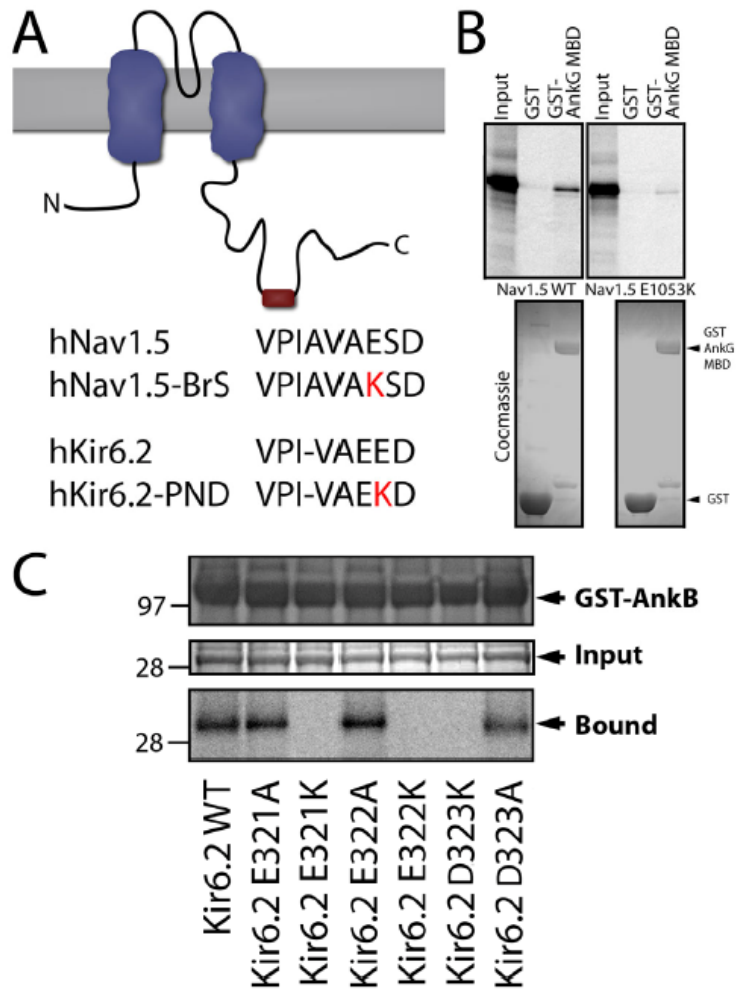 A
N
C
hNav1.5 VPIAVAESD
hNav1.5-BrS VPIAVAKSD
hKir6.2 VPI-VAEED
hKir6.2-PND VPI-VAEKD
B
Input
GST
GST-
AnkG MBD
Input
GST
GST-
AnkG MBD
Nav1.5 WT Nav1.5 E1053K
Cocmassie
GST
AnkG
MBD
GST
C
97
GST-AnkB
28
Input
28
Bound
Kir6.2 WT
Kir6.2 E321A
Kir6.2 E321K
Kir6.2 E322A
Kir6.2 E322K
Kir6.2 D323K
Kir6.2 D323A